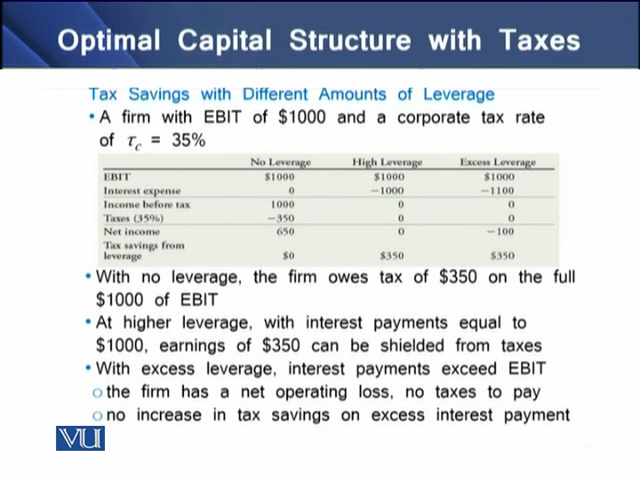 Optimal Capital Structure with Taxes
Tax Savings with Different Amounts of Leverage
• A firm with EBIT of $1000 and a corporate tax rate
of τc = 35%
No Leverage High Leverage Excess Leverage
EBIT $1000 $1000 $1000
Interest expense 0 −1000 −1100
Income before tax 1000 0 0
Taxes (35%) −350 0 0
Net income 650 0 −100
Tax savings from
leverage $0 $350 $350
• With no leverage, the firm owes tax of $350 on the full
$1000 of EBIT
• At higher leverage, with interest payments equal to
$1000, earnings of $350 can be shielded from taxes
• With excess leverage, interest payments exceed EBIT
o the firm has a net operating loss, no taxes to pay
o no increase in tax savings on excess interest payment
VU